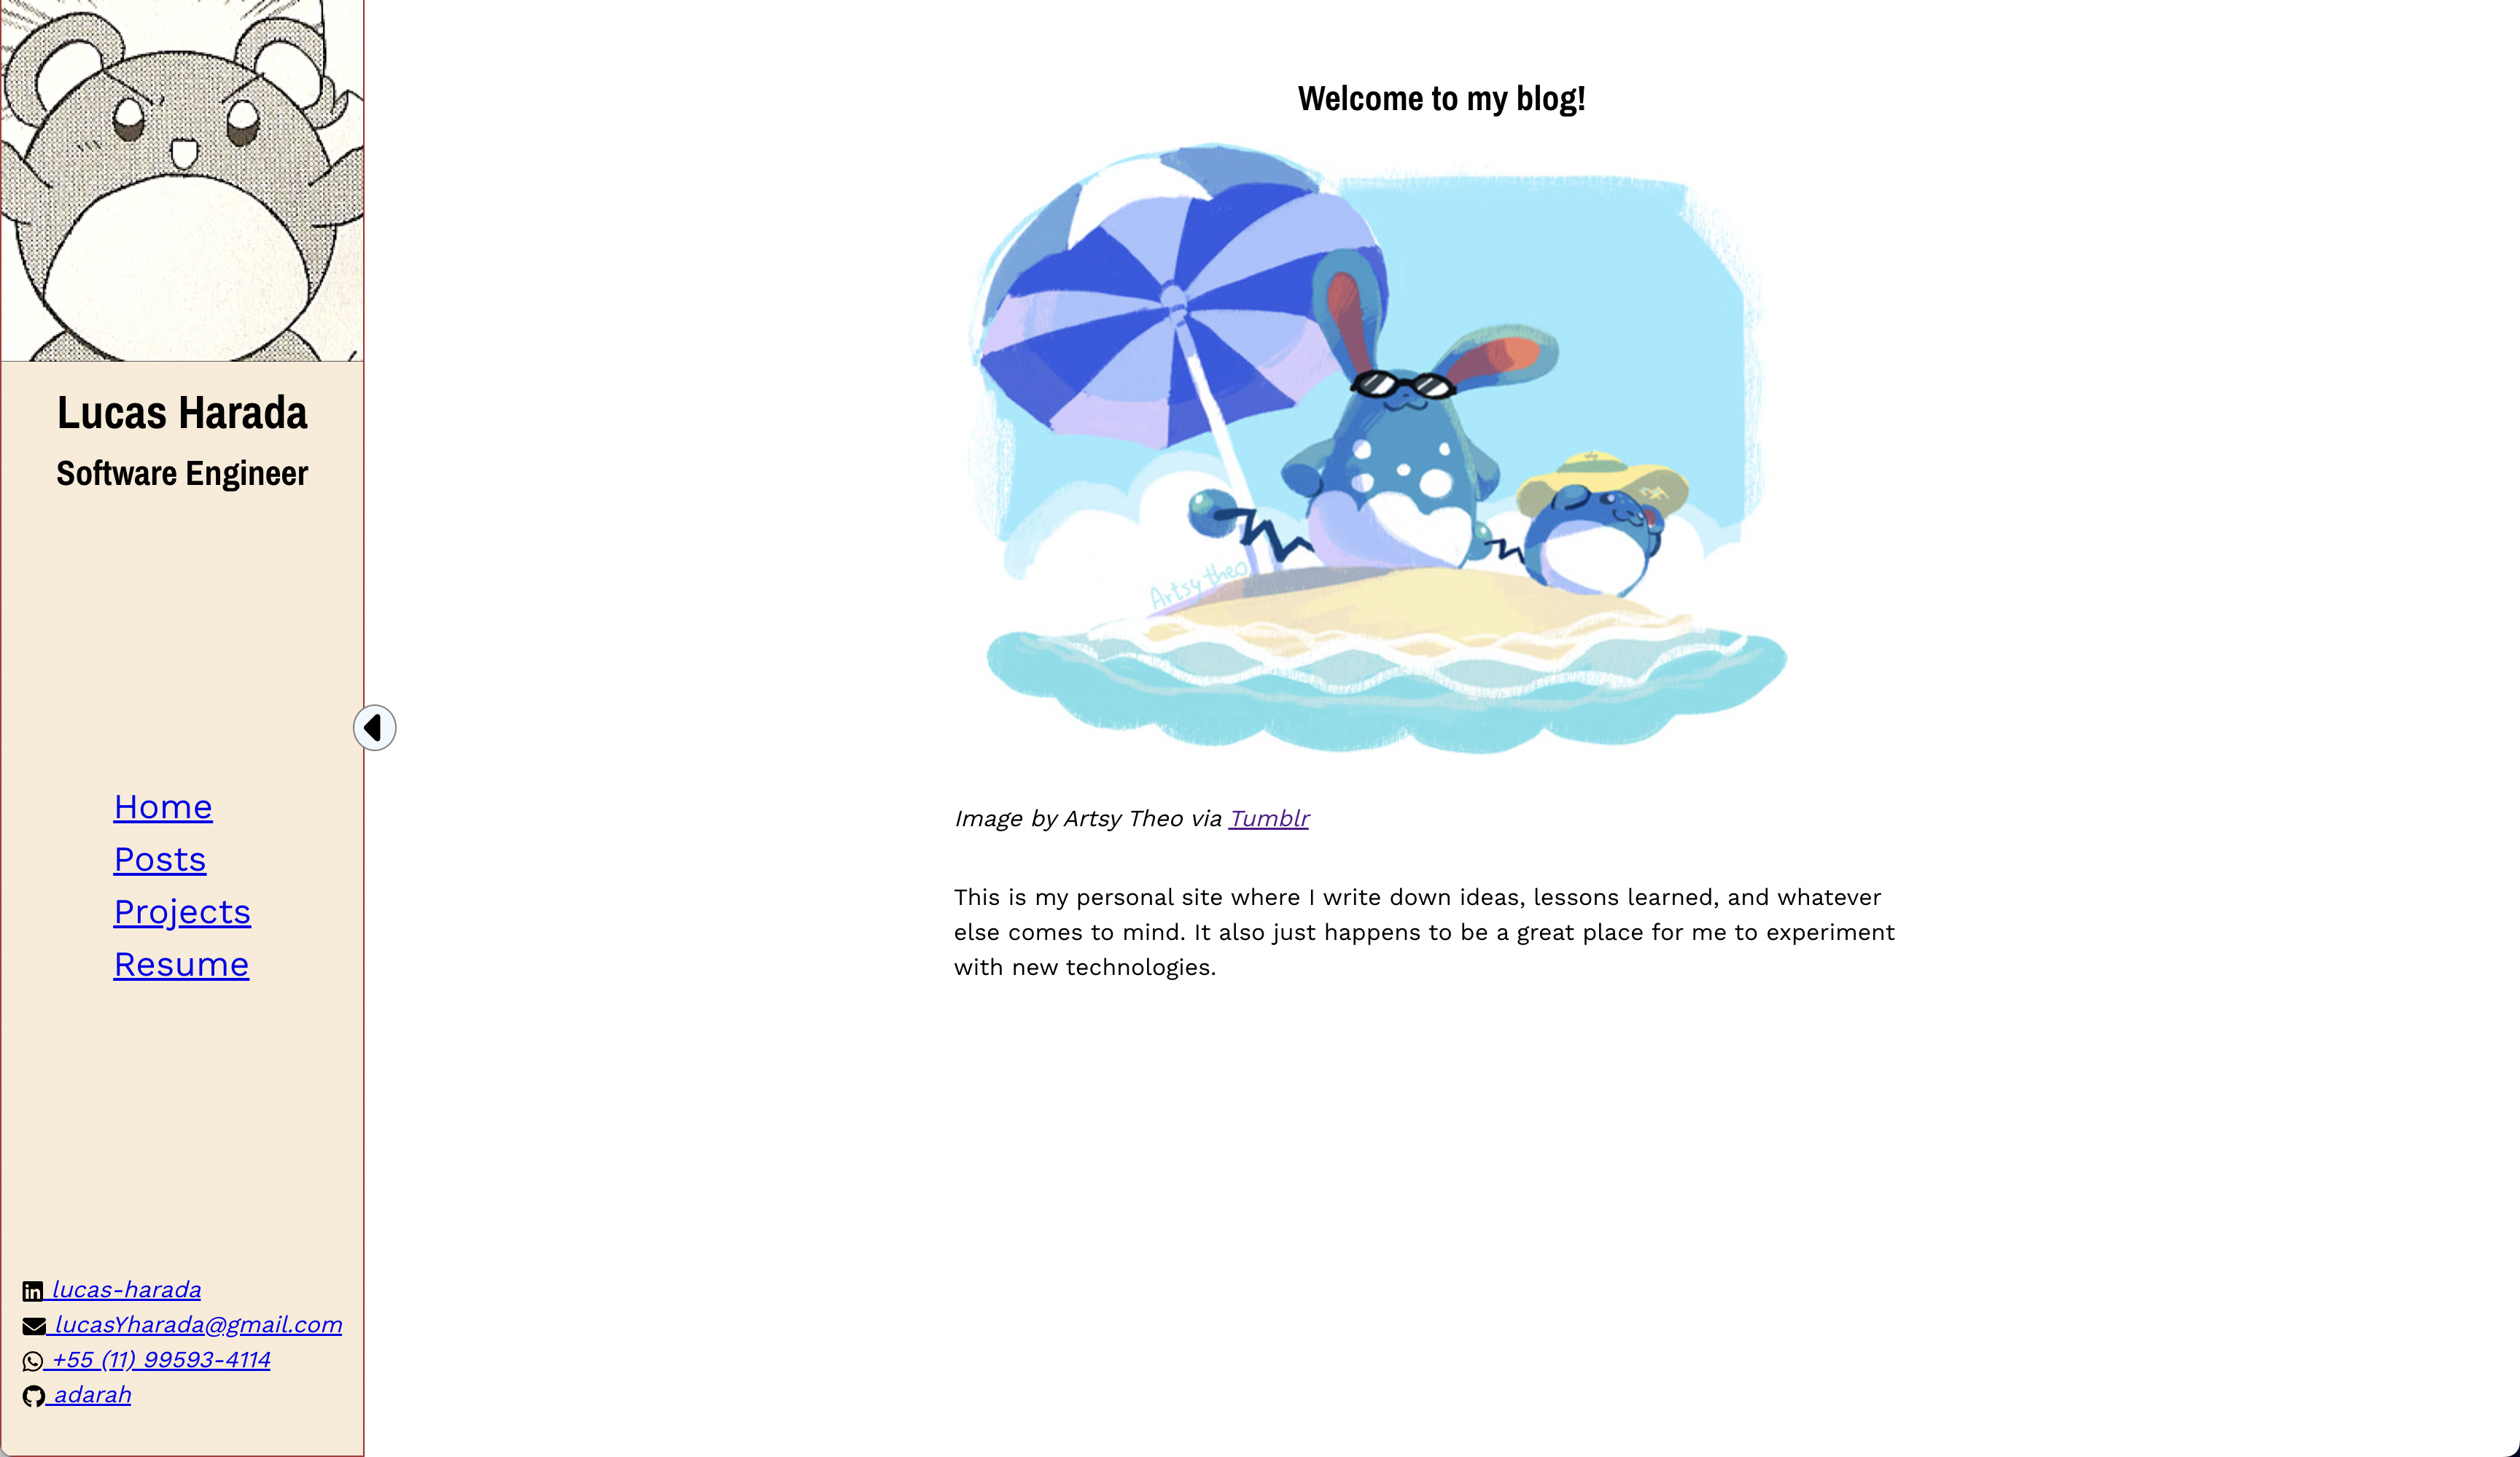 Lucas Harada
Software Engineer
Home
Posts
Projects
Resume
lucas-harada
lucasYharada@gmail.com
+55 (11) 99593-4114
adarah
Welcome to my blog!
Artsy theo
Image by Artsy Theo via Tumblr
This is my personal site where I write down ideas, lessons learned, and whatever
else comes to mind. It also just happens to be a great place for me to experiment
with new technologies.